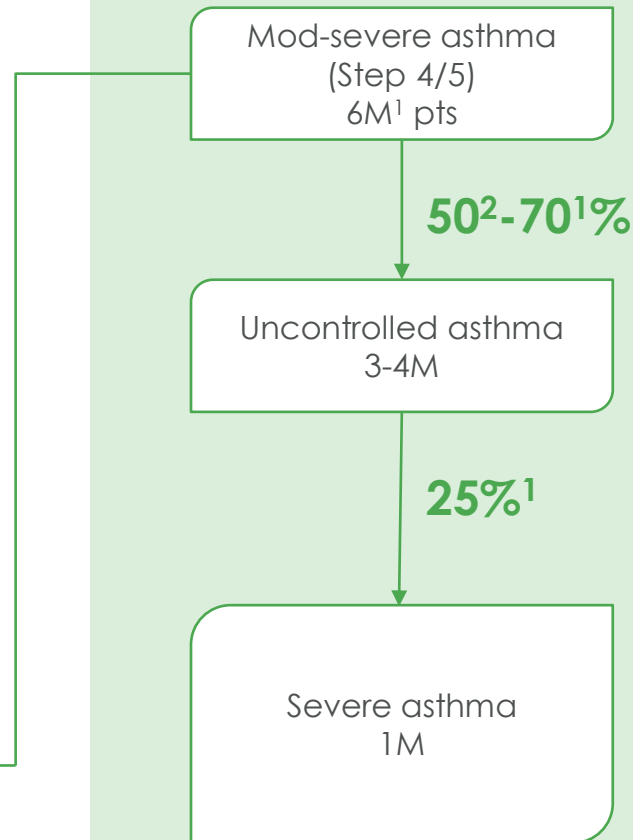 Mod-severe asthma
(Step 4/5)
6M¹ pts
50²-70¹%
Uncontrolled asthma
3-4M
25%¹
Severe asthma
1M